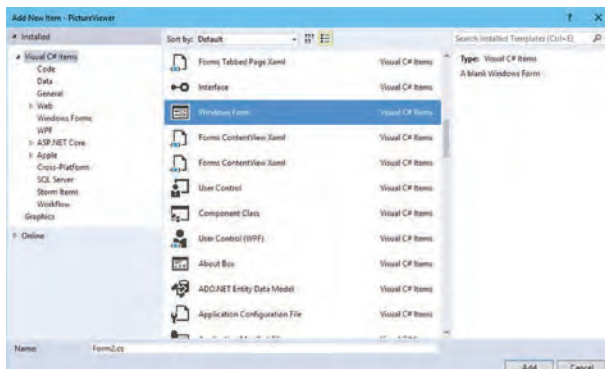 Add New Item - PictureViewer
? X
Installed
Sort by: Default
Search Installed Templates (Ctrl+E)
Visual C# Items
Code
Data
General
Web
Windows Forms
WPF
ASP.NET Core
Apple
Cross-Platform
SQL Server
Storm Items
Workflow
Graphics
Online
Forms Tabbed Page Xaml Visual C# Items
Interface Visual C# Items
Windows Form Visual C# Items
Forms ContentView Xaml Visual C# Items
Forms ContentView Xaml Visual C# Items
User Control Visual C# Items
Component Class Visual C# Items
User Control (WPF) Visual C# Items
About Box Visual C# Items
ADO.NET Entity Data Model Visual C# Items
Application Configuration File Visual C# Items
Type: Visual C# Items
A blank Windows Form
Name: Form2.cs
Add Cancel